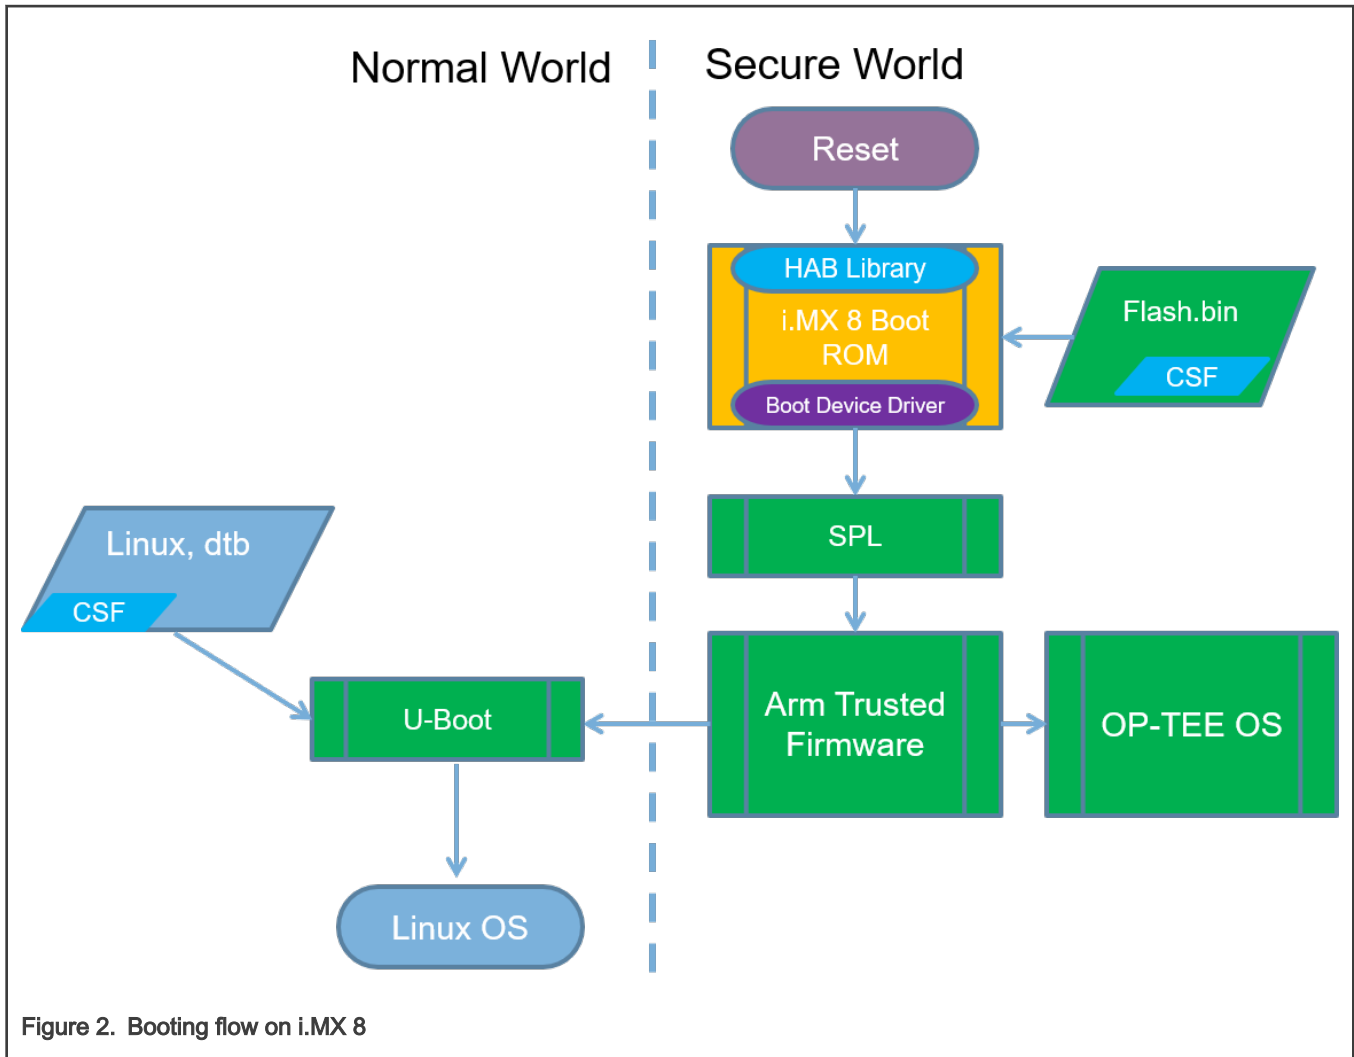 Normal World
Secure World
Reset
HAB Library
i.MX 8 Boot
ROM
Boot Device Driver
Flash.bin
CSF
SPL
Linux, dtb
CSF
U-Boot
Arm Trusted
Firmware
OP-TEE OS
Linux OS
Figure 2. Booting flow on i.MX 8